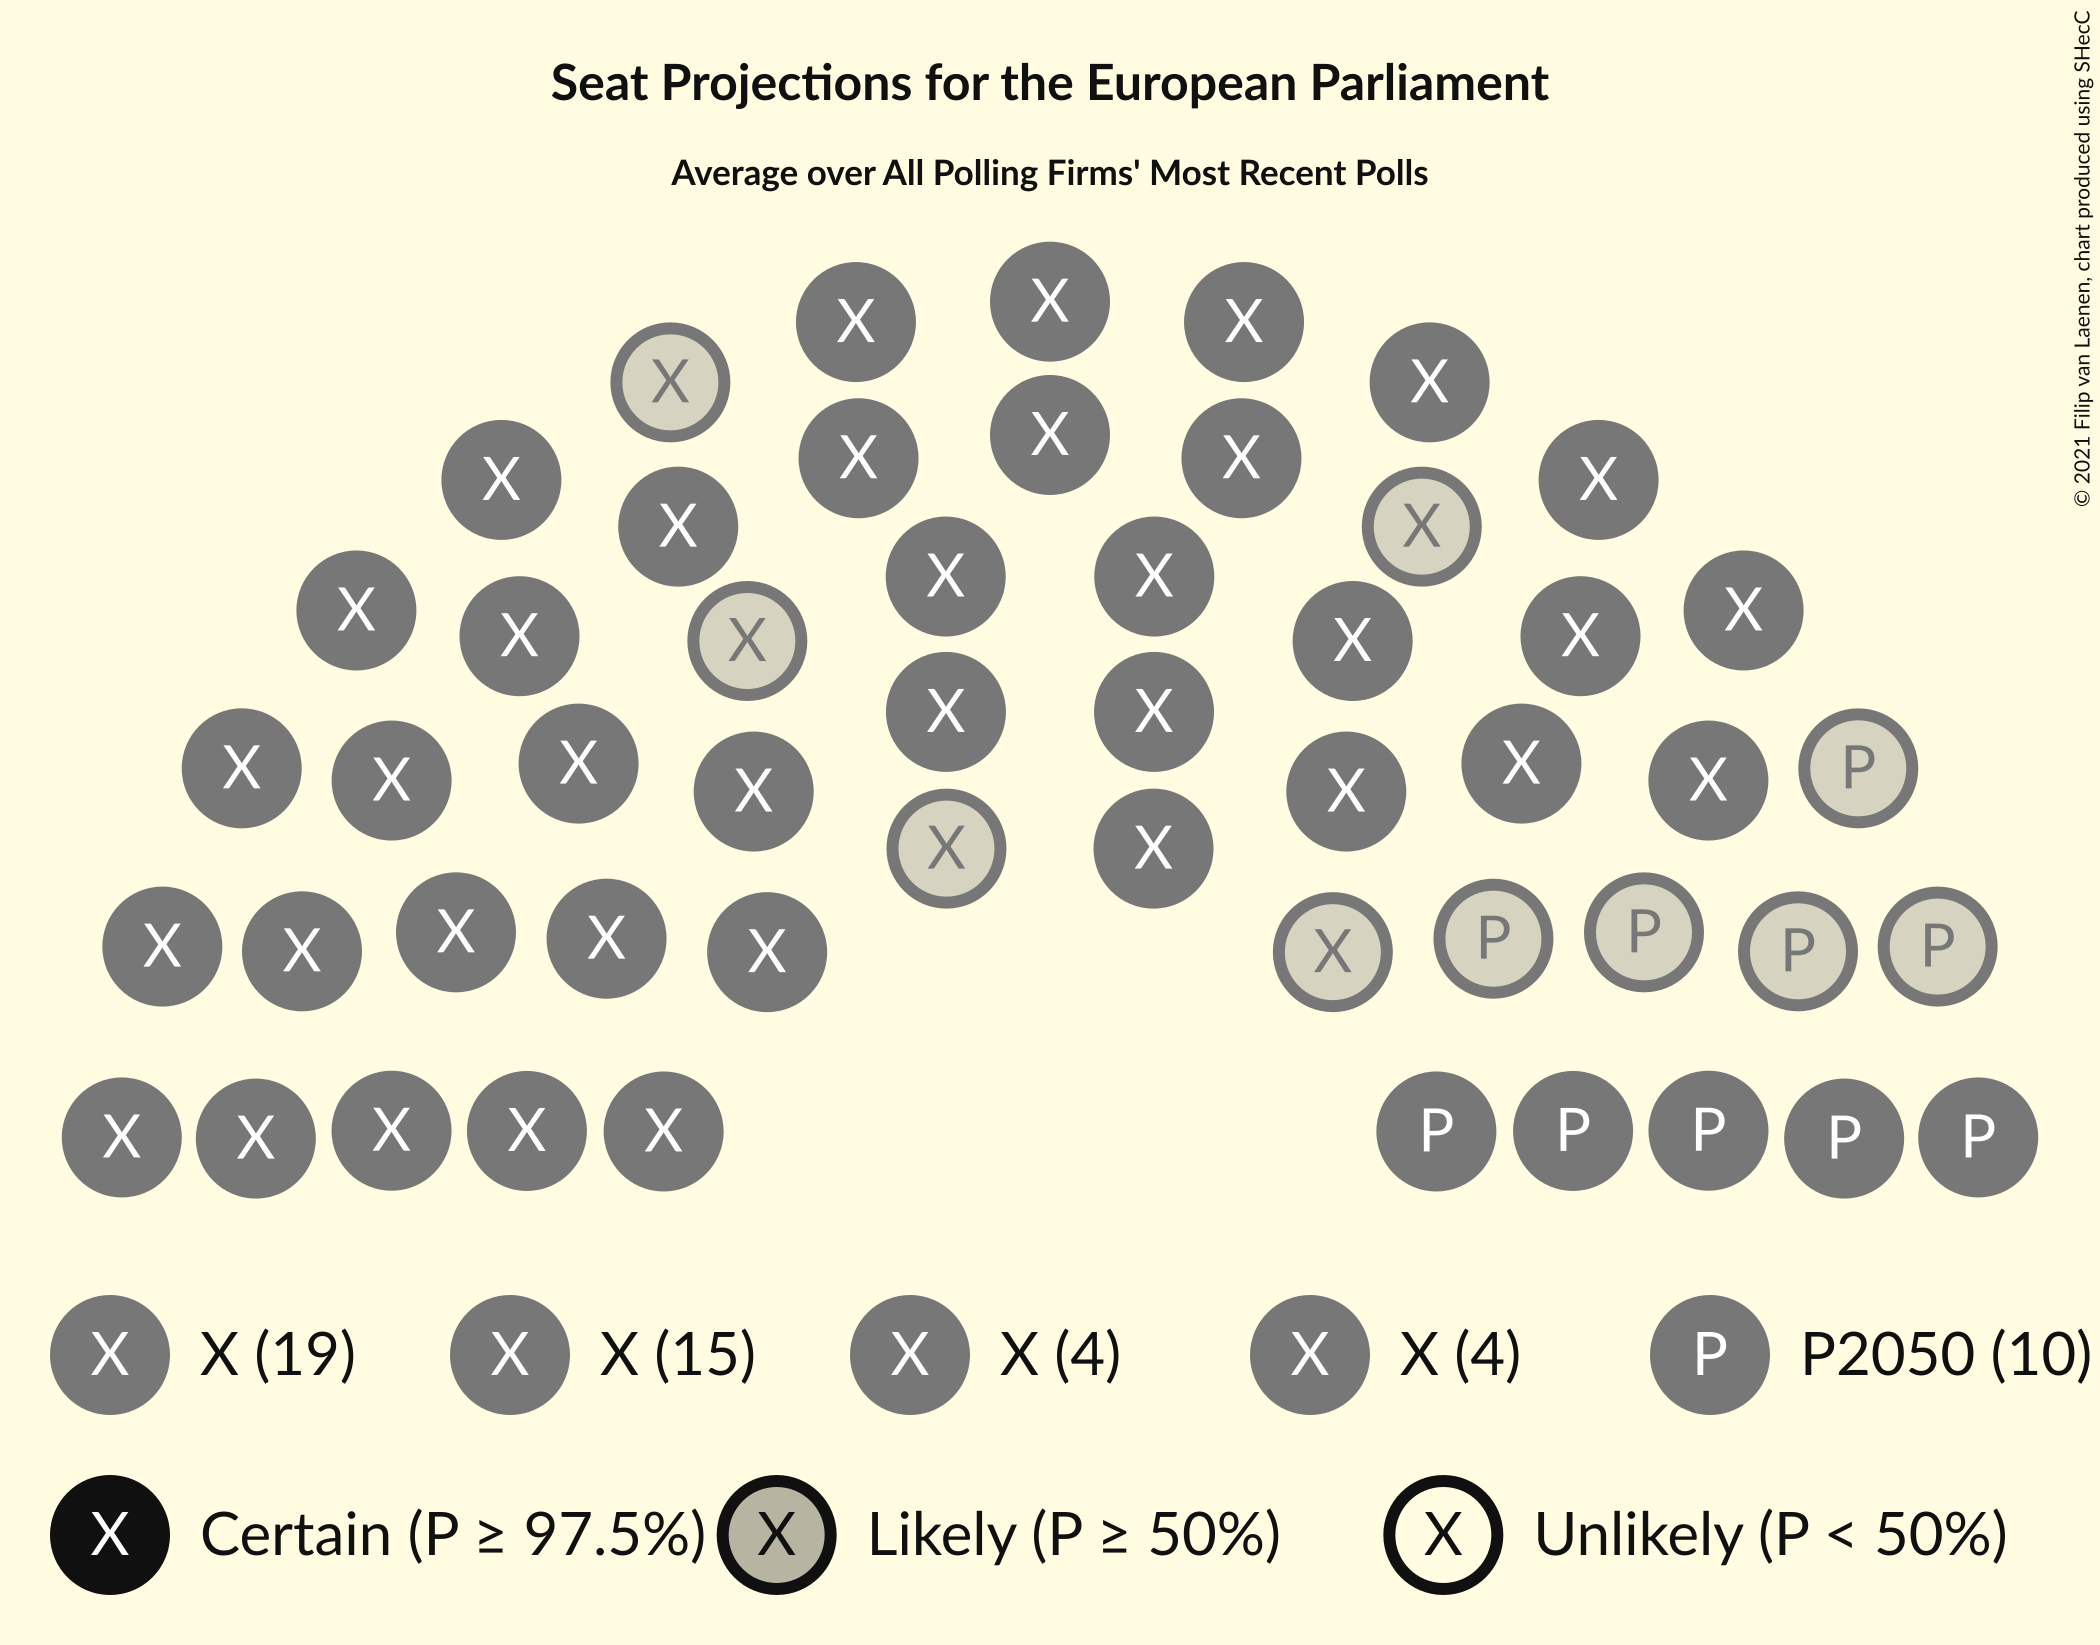 Seat Projections for the European Parliament
Average over All Polling Firms' Most Recent Polls
© 2021 Filip van Laenen, chart produced using SHecC
X X X
X X
X X X
X X
X X
X X
X X
X X X
X X
X X
X X X P
X X
X X
X X
X P
X X X P P
X X X P P
X X X X X P P P P P
X X (19) X X (15) X X (4) X X (4) P P2050 (10)
X Certain (P ≥ 97.5%) X Likely (P ≥ 50%) X Unlikely (P < 50%)